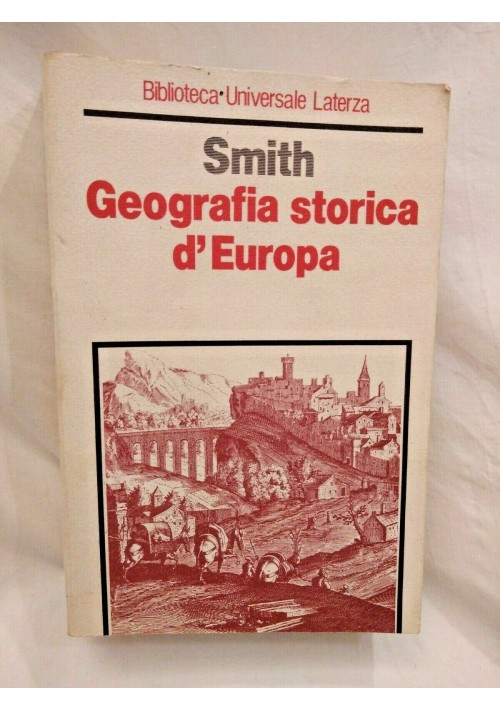 Biblioteca•Universale Laterza
Smith
Geografia storica
d'Europa